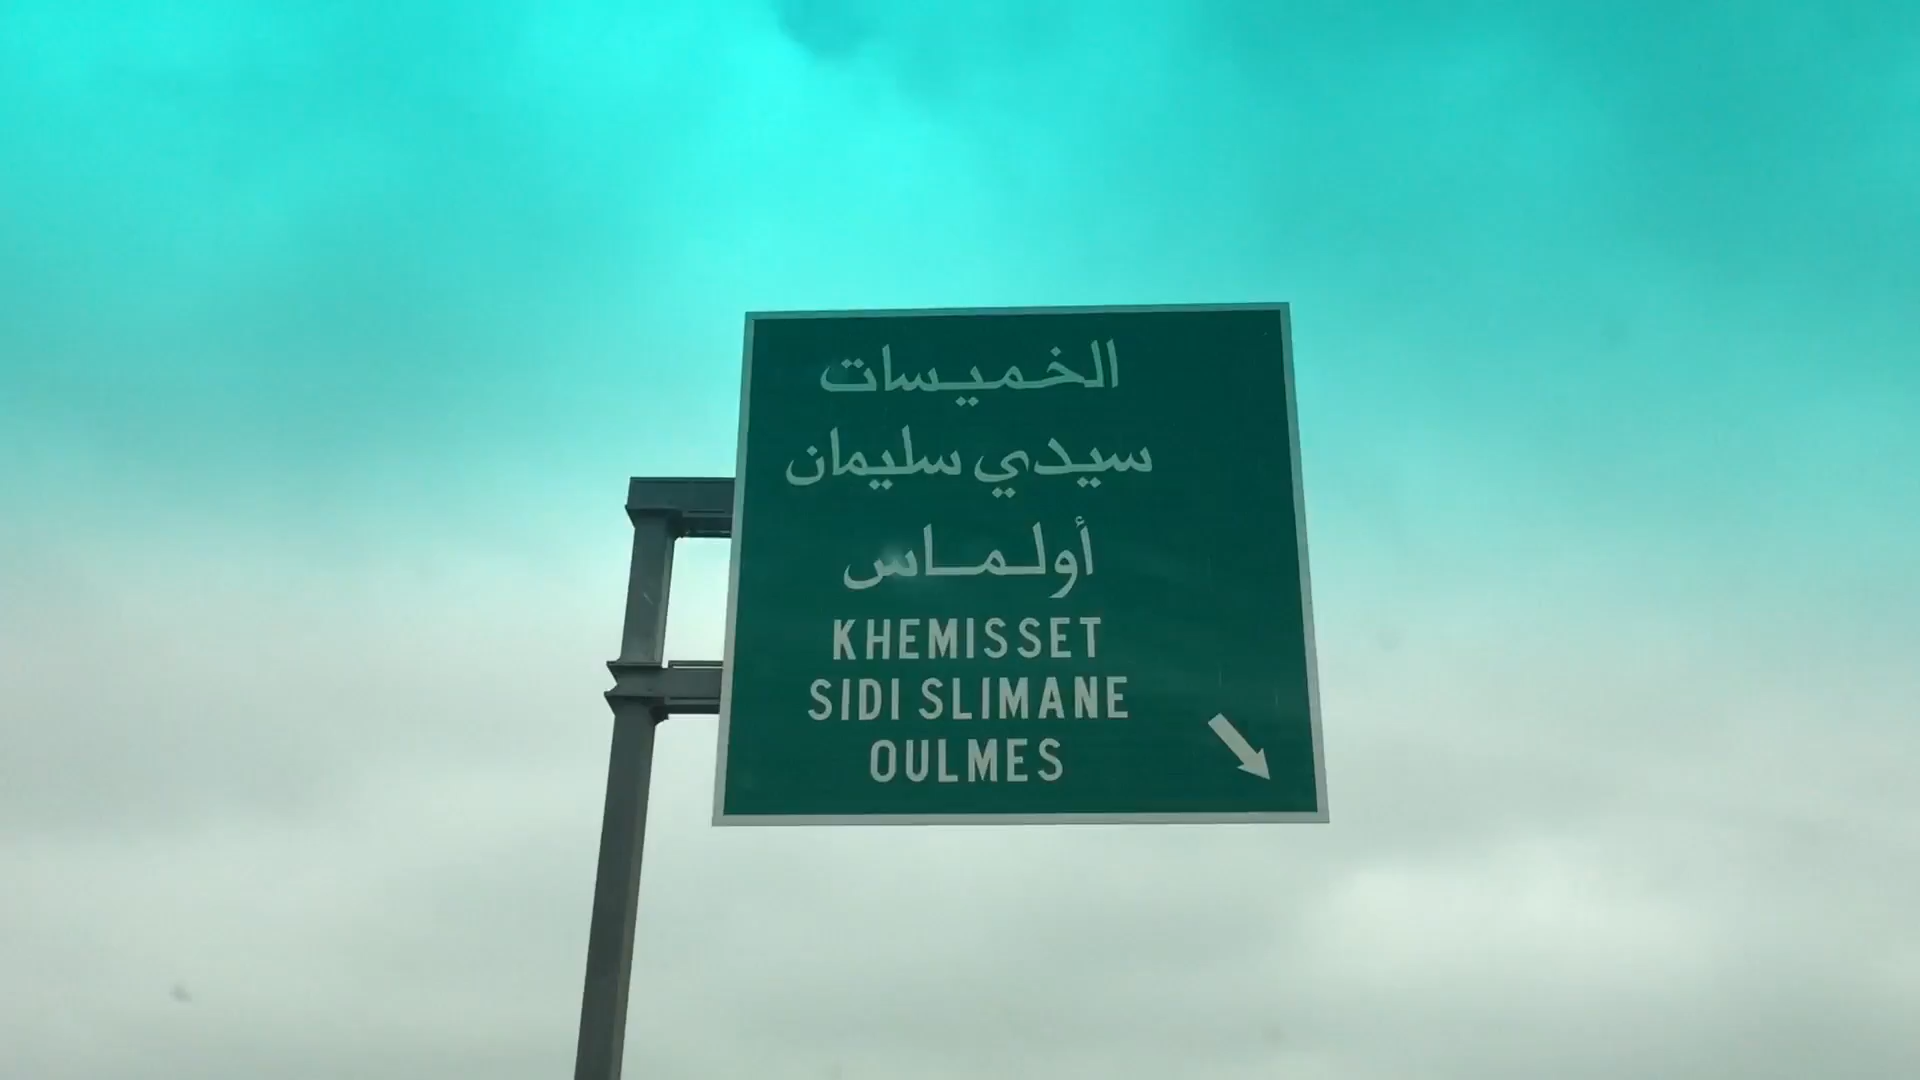 الخميسات
سيدي سليمان
أولماس
KHEMISSET
SIDI SLIMANE
OULMES